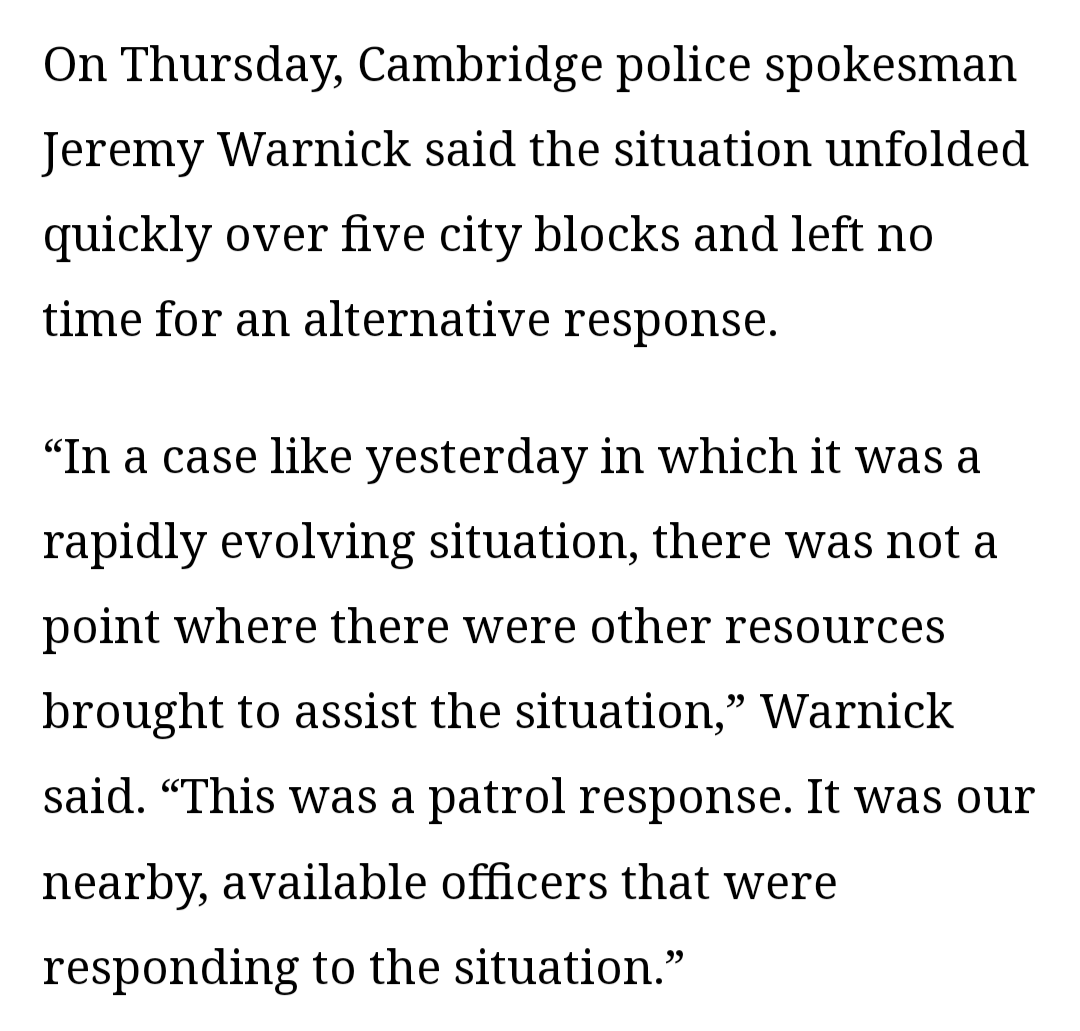 On Thursday, Cambridge police spokesman
Jeremy Warnick said the situation unfolded
quickly over five city blocks and left no
time for an alternative response.
“In a case like yesterday in which it was a
rapidly evolving situation, there was not a
point where there were other resources
brought to assist the situation,” Warnick
said. “This was a patrol response. It was our
nearby, available officers that were
responding to the situation.”